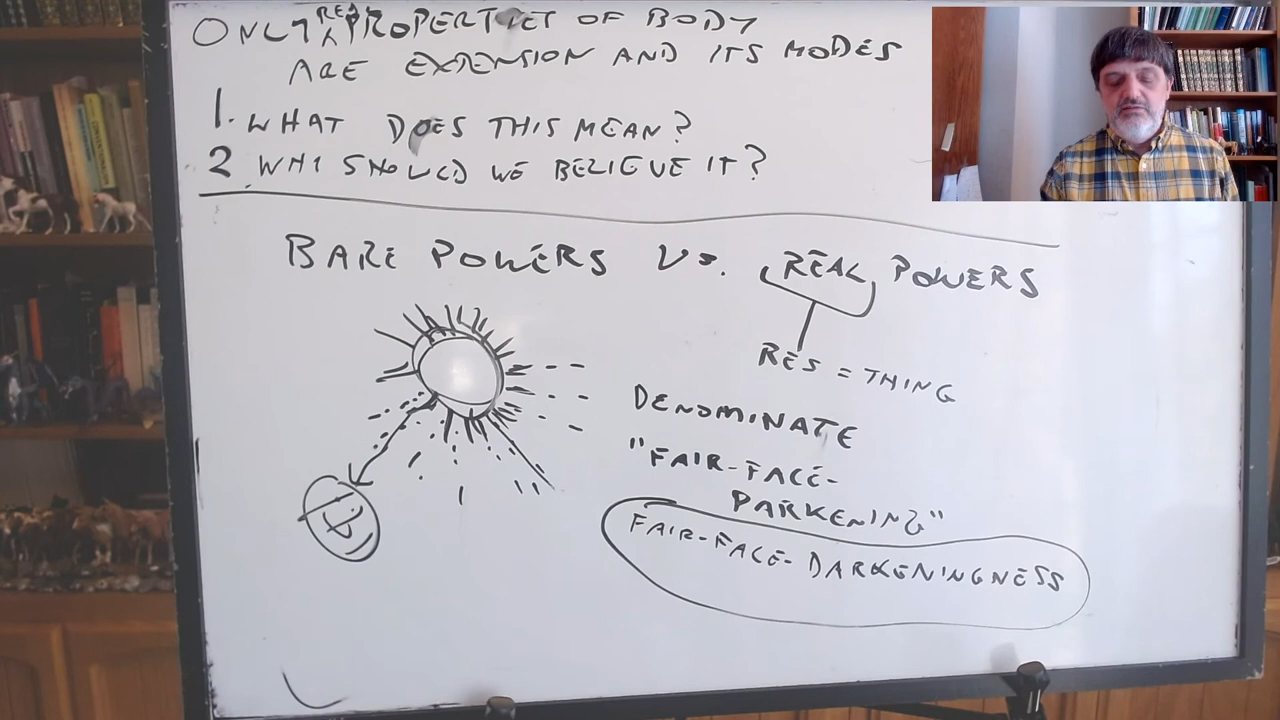 ONLY REAL PROPERTIES OF BODY
ARE EXTENSION AND ITS MODES
1. WHAT DOES THIS MEAN?
2 WHY SHOULD WE BELIEVE IT?
BARE POWERS VS. REAL POWERS
RES = THING
DENOMINATE
"FAIR-FACE-
DARKENING"
FAIR-FACE-DARKENINGNESS